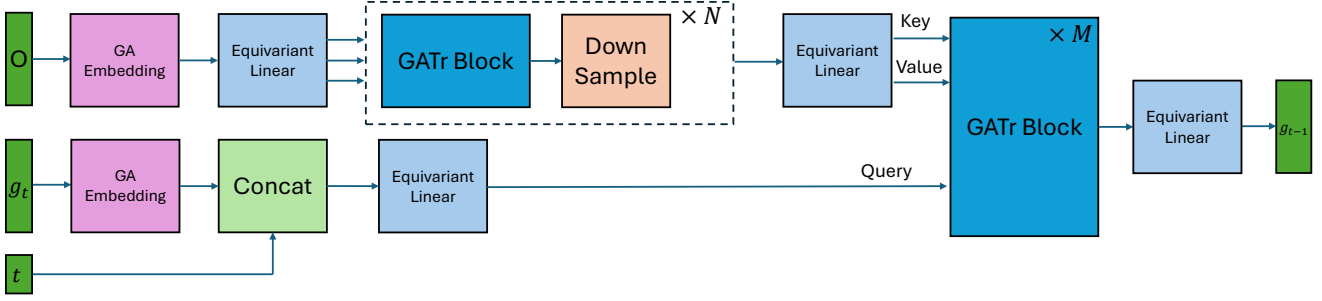 O
GA
Embedding
Equivariant
Linear
GATr Block
Down
Sample
× N
Equivariant
Linear
Key
Value
× M
GATr Block
Equivariant
Linear
g_{t-1}
g_t
GA
Embedding
Concat
Equivariant
Linear
Query
t